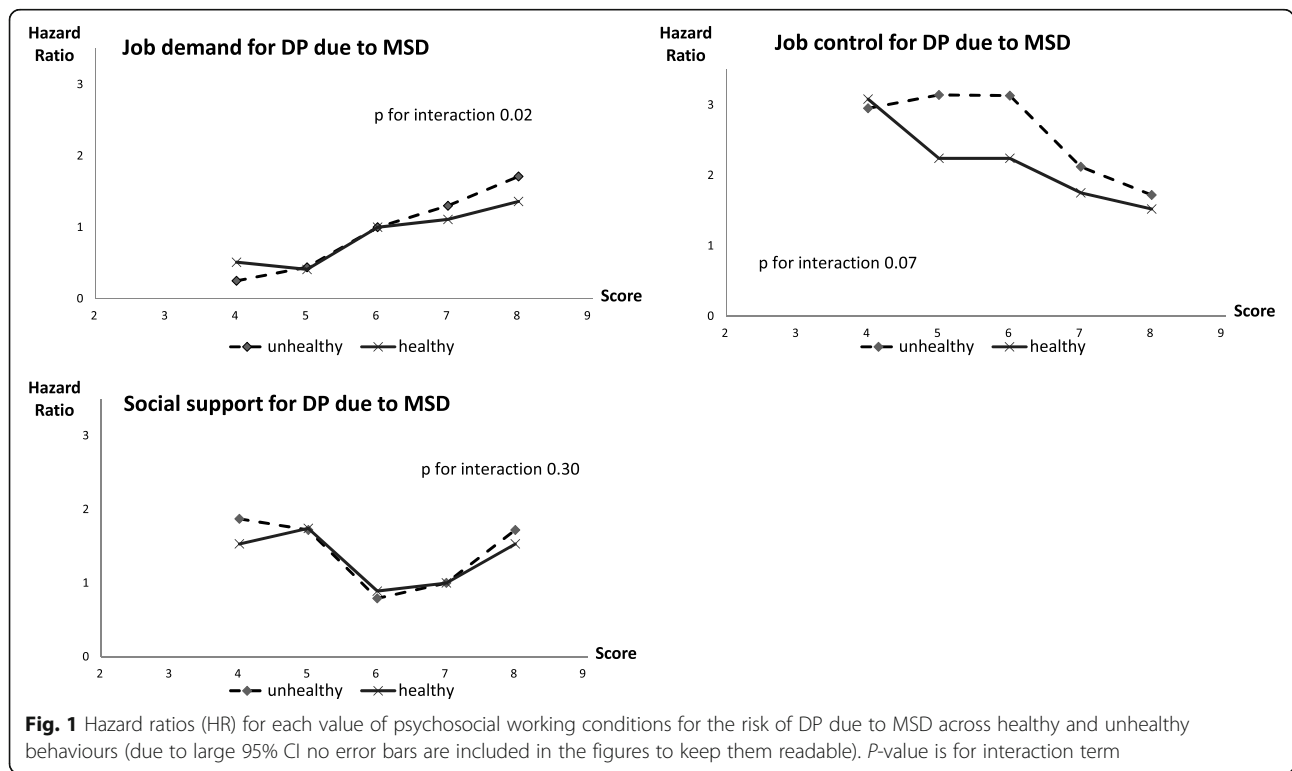 Hazard
Ratio
Job demand for DP due to MSD
3
p for interaction 0.02
2
1
0
Score
2 3 4 5 6 7 8 9
unhealthy healthy
Hazard
Ratio
Job control for DP due to MSD
3
2
1
p for interaction 0.07
0
Score
2 3 4 5 6 7 8 9
unhealthy healthy
Hazard
Ratio
Social support for DP due to MSD
3
p for interaction 0.30
2
1
0
Score
2 3 4 5 6 7 8 9
unhealthy healthy
Fig. 1 Hazard ratios (HR) for each value of psychosocial working conditions for the risk of DP due to MSD across healthy and unhealthy
behaviours (due to large 95% CI no error bars are included in the figures to keep them readable). P-value is for interaction term